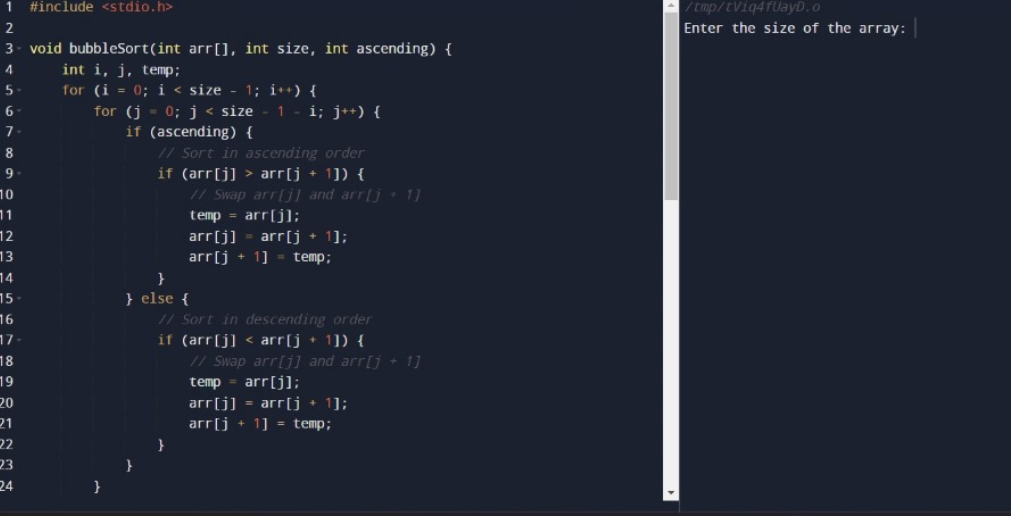 1 #include <stdio.h>
2
3 void bubbleSort(int arr[], int size, int ascending) {
4     int i, j, temp;
5     for (i = 0; i < size - 1; i++) {
6         for (j = 0; j < size - 1 - i; j++) {
7             if (ascending) {
8                 // Sort in ascending order
9                 if (arr[j] > arr[j + 1]) {
10                     // Swap arr[j] and arr[j + 1]
11                     temp = arr[j];
12                     arr[j] = arr[j + 1];
13                     arr[j + 1] = temp;
14                 }
15             } else {
16                 // Sort in descending order
17                 if (arr[j] < arr[j + 1]) {
18                     // Swap arr[j] and arr[j + 1]
19                     temp = arr[j];
20                     arr[j] = arr[j + 1];
21                     arr[j + 1] = temp;
22                 }
23             }
24         }
/tmp/tViq4fUayD.o
Enter the size of the array: